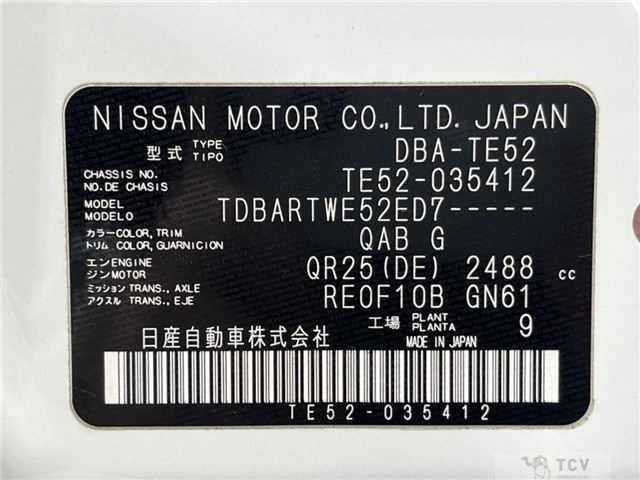 NISSAN MOTOR CO.,LTD. JAPAN
型式 TYPE TIPO DBA-TE52
CHASSIS NO. NO.DE CHASIS TE52-035412
MODEL MODELO TDBARTWE52ED7-----
カラー COLOR, TRIM トリム COLOR, GUARNICION QAB G
エンジン ENGINE MOTOR QR25(DE) 2488 cc
ミッション TRANS., AXLE アクスル TRANS., EJE RE0F10B GN61
工場 PLANT PLANTA 9
日産自動車株式会社 MADE IN JAPAN
TE52-035412
TCV